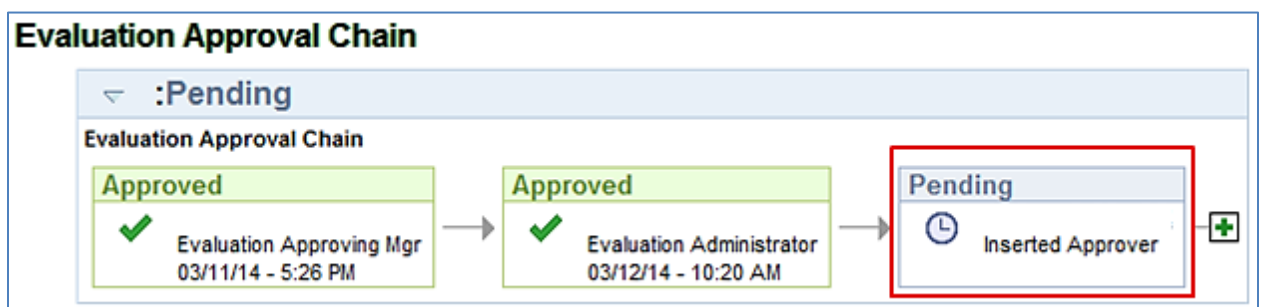 Evaluation Approval Chain
:Pending
Evaluation Approval Chain
Approved
Evaluation Approving Mgr
03/11/14 - 5:26 PM
Approved
Evaluation Administrator
03/12/14 - 10:20 AM
Pending
Inserted Approver